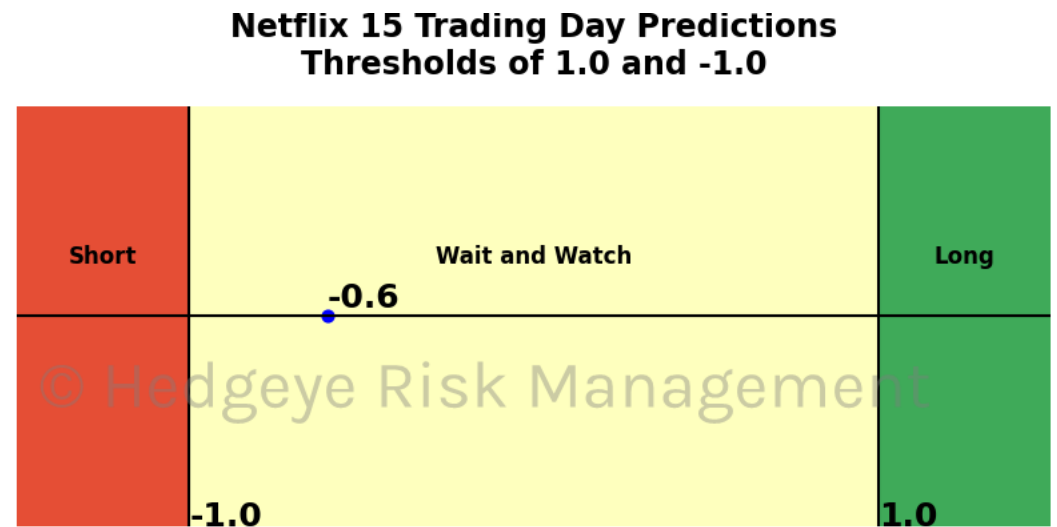 Netflix 15 Trading Day Predictions
Thresholds of 1.0 and -1.0
Short
Wait and Watch
Long
-0.6
© Hedgeye Risk Management
-1.0
1.0